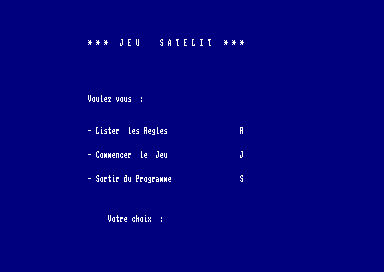 *** JEU SATELIT ***
Voulez vous :
- Lister les Regles R
- Commencer le Jeu J
- Sortir du Programme S
Votre choix :